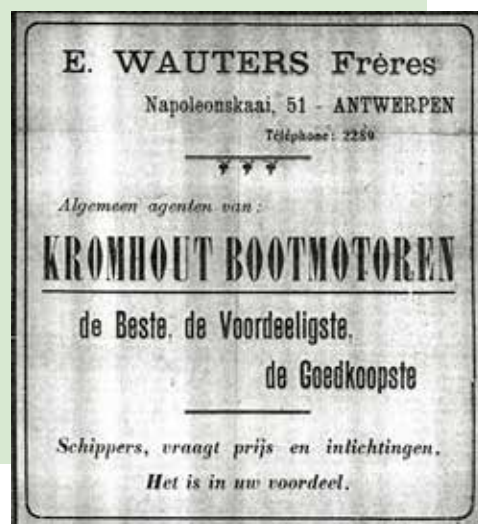 E. WAUTERS Frères
Napoleonskaai, 51 - ANTWERPEN
Téléphone: 2289
Algemeen agenten van:
KROMHOUT BOOTMOTOREN
de Beste, de Voordeeligste,
de Goedkoopste
Schippers, vraagt prijs en inlichtingen.
Het is in uw voordeel.